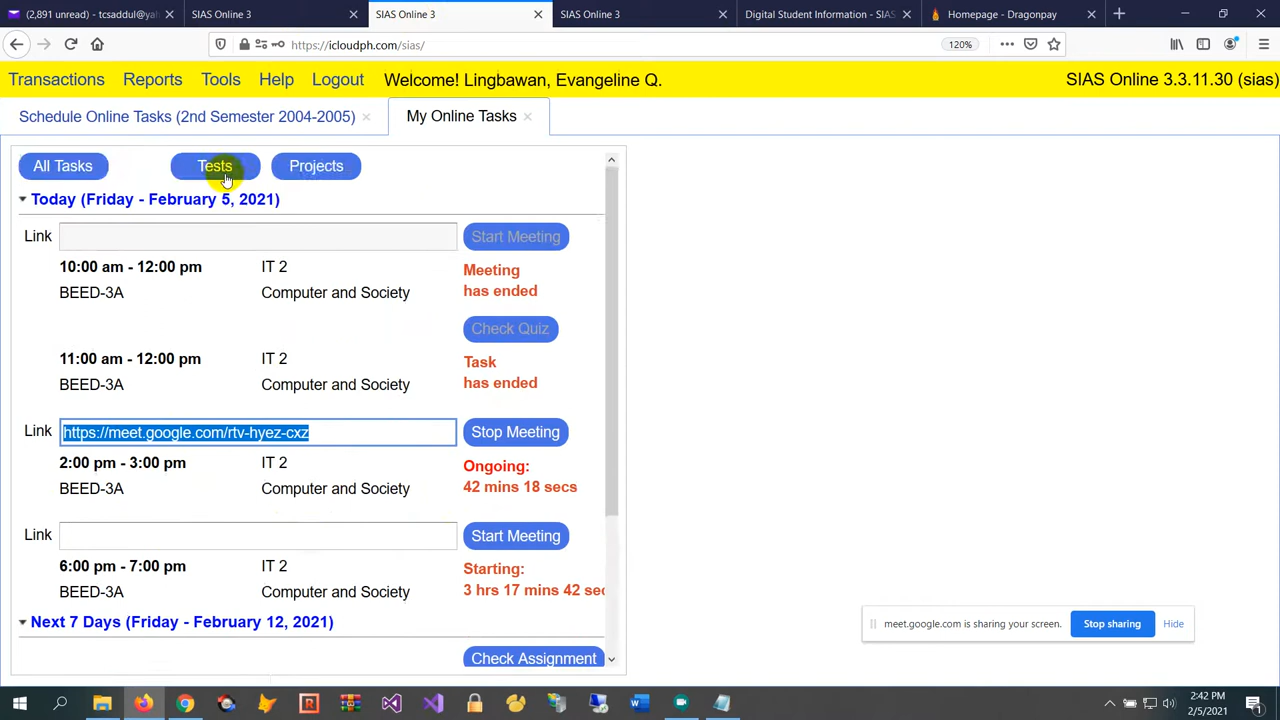 (2,891 unread) - tcsaddul@yah
SIAS Online 3
SIAS Online 3
SIAS Online 3
Digital Student Information - SIAS
Homepage - Dragonpay
https://icloudph.com/sias/
120%
Transactions Reports Tools Help Logout Welcome! Lingbawan, Evangeline Q. SIAS Online 3.3.11.30 (sias)
Schedule Online Tasks (2nd Semester 2004-2005) My Online Tasks
All Tasks Tests Projects
Today (Friday - February 5, 2021)
Link Start Meeting
10:00 am - 12:00 pm IT 2 Meeting
BEED-3A Computer and Society has ended
Check Quiz
11:00 am - 12:00 pm IT 2 Task
BEED-3A Computer and Society has ended
Link https://meet.google.com/rtv-hyez-cxz Stop Meeting
2:00 pm - 3:00 pm IT 2 Ongoing:
BEED-3A Computer and Society 42 mins 18 secs
Link Start Meeting
6:00 pm - 7:00 pm IT 2 Starting:
BEED-3A Computer and Society 3 hrs 17 mins 42 sec
Next 7 Days (Friday - February 12, 2021)
Check Assignment
meet.google.com is sharing your screen. Stop sharing Hide
2:42 PM
2/5/2021